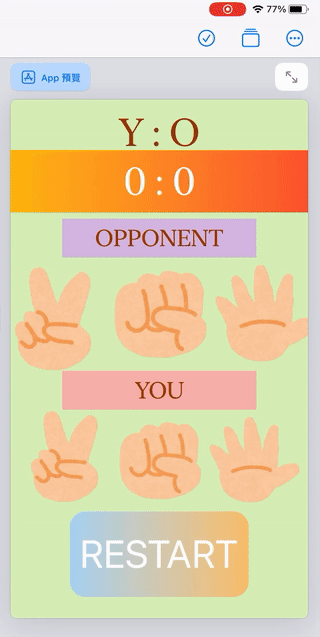 77%
App 預覽
Y : O
0 : 0
OPPONENT
YOU
RESTART